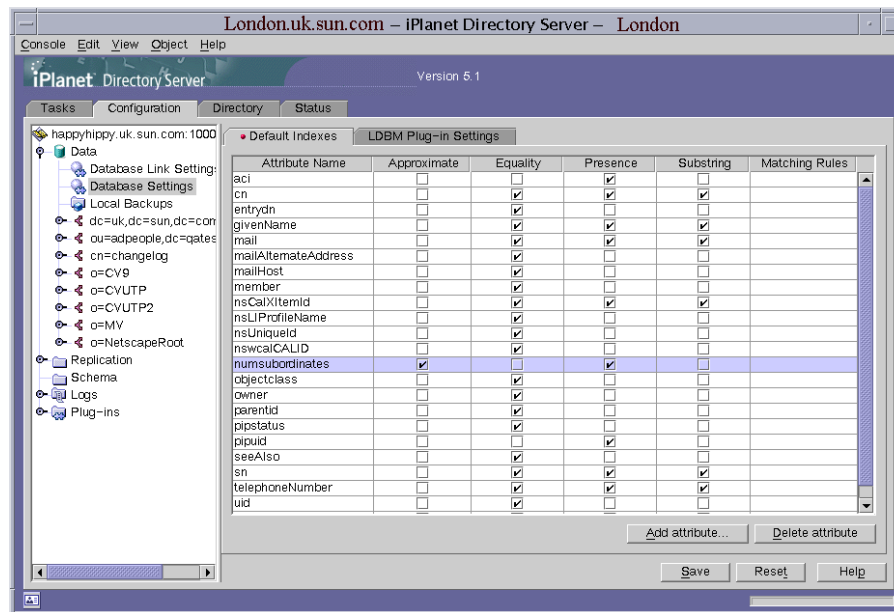 London.uk.sun.com – iPlanet Directory Server – London
Console Edit View Object Help
iPlanet Directory Server
Version 5.1
Tasks Configuration Directory Status
happyhippy.uk.sun.com:1000
Data
Database Link Setting
Database Settings
Local Backups
dc=uk,dc=sun,dc=com
ou=adpeople,dc=qates
cn=changelog
o=CV9
o=CVUTP
o=CVUTP2
o=MV
o=NetscapeRoot
Replication
Schema
Logs
Plug-ins
Default Indexes LDBM Plug-in Settings
Attribute Name Approximate Equality Presence Substring Matching Rules
aci
cn
entrydn
givenName
mail
mailAlternateAddress
mailHost
member
nsCalXItemId
nsLIProfileName
nsUniqueId
nswcalCALID
numsubordinates
objectclass
owner
parentid
pipstatus
pipuid
seeAlso
sn
telephoneNumber
uid
Add attribute... Delete attribute
Save Reset Help